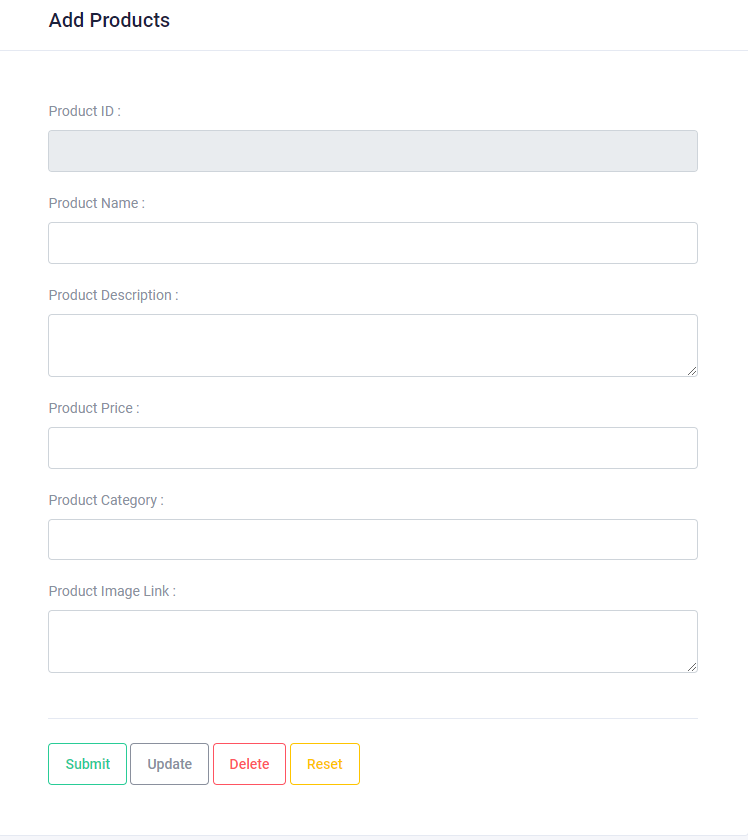 Add Products
Product ID :
Product Name :
Product Description :
Product Price :
Product Category :
Product Image Link :
Submit Update Delete Reset